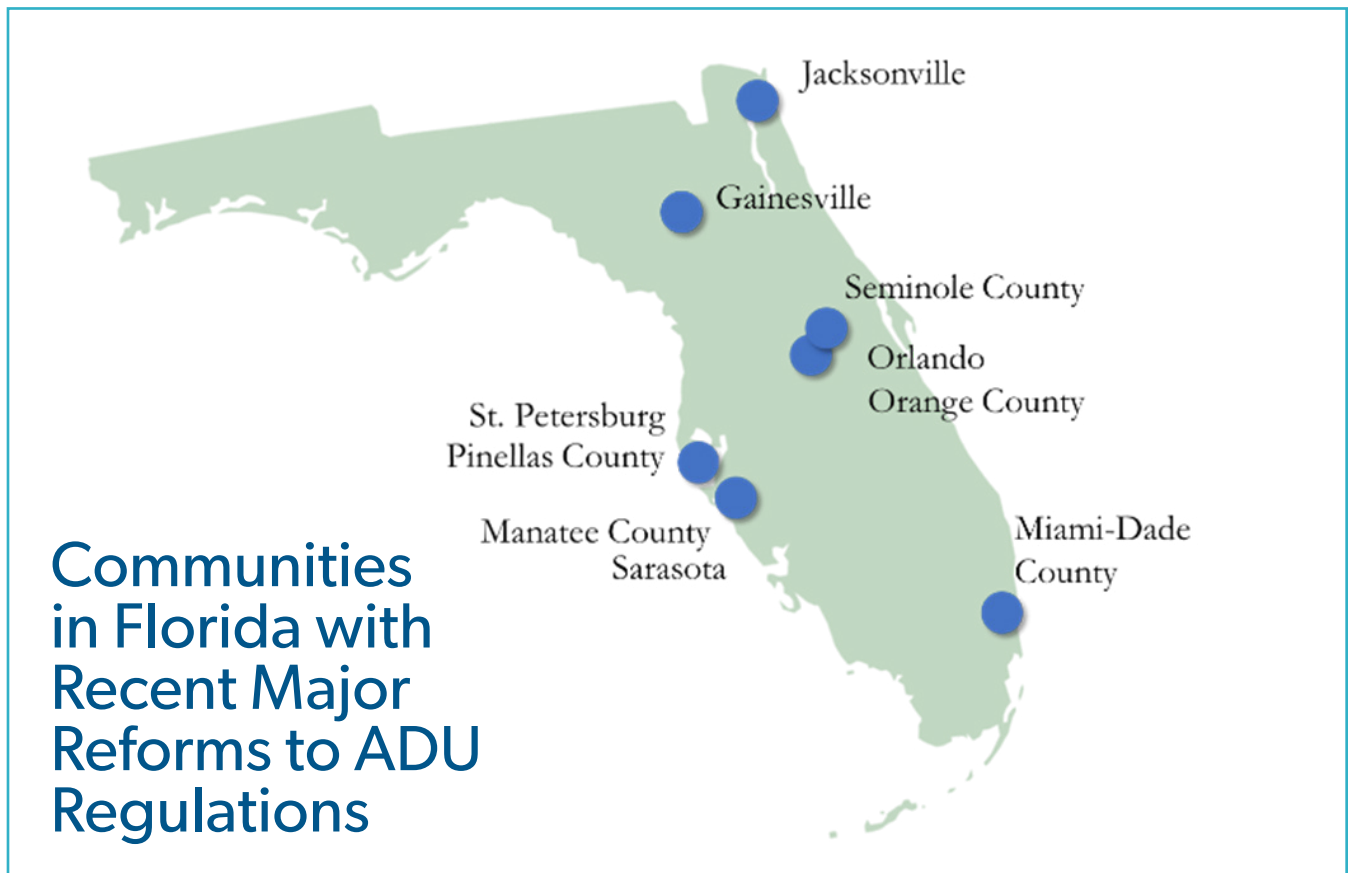 Jacksonville
Gainesville
Seminole County
Orlando
Orange County
St. Petersburg
Pinellas County
Manatee County
Sarasota
Miami-Dade
County
Communities
in Florida with
Recent Major
Reforms to ADU
Regulations